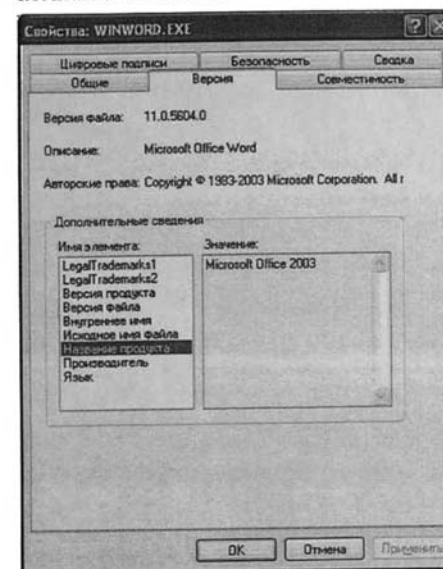 Свойства: WINWORD.EXE
Цифровые подписи Безопасность Сводка
Общие Версия Совместимость
Версия файла: 11.0.5604.0
Описание: Microsoft Office Word
Авторские права: Copyright © 1983-2003 Microsoft Corporation. All r
Дополнительные сведения
Имя элемента: Значение:
LegalTrademarks1 Microsoft Office 2003
LegalTrademarks2
Версия продукта
Версия файла
Внутреннее имя
Исходное имя файла
Название продукта
Производитель
Язык
OK Отмена Применить